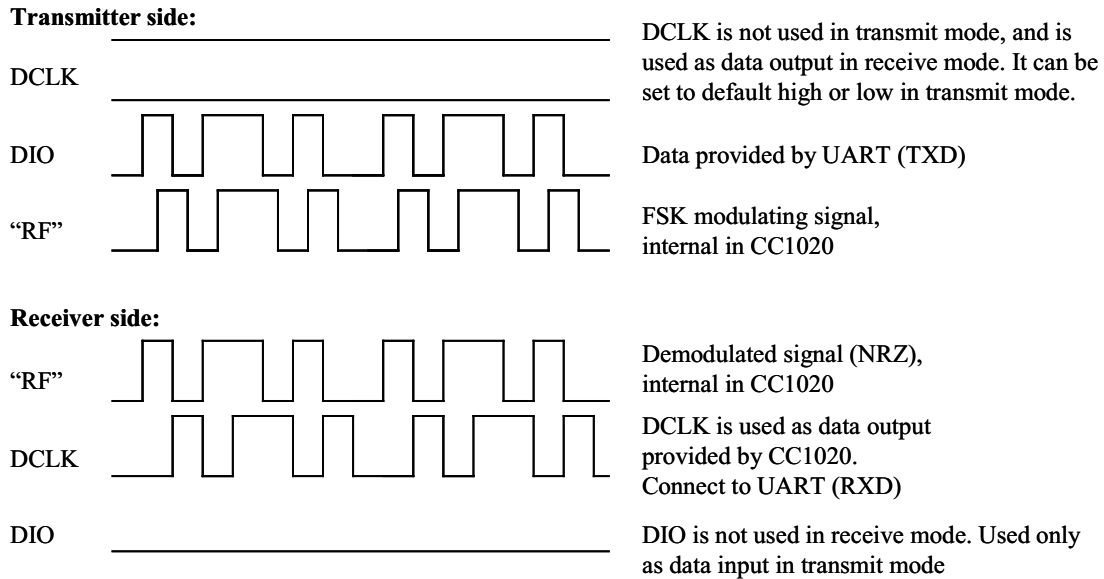 Transmitter side:
DCLK is not used in transmit mode, and is
used as data output in receive mode. It can be
set to default high or low in transmit mode.
DCLK
DIO
Data provided by UART (TXD)
“RF”
FSK modulating signal,
internal in CC1020
Receiver side:
“RF”
Demodulated signal (NRZ),
internal in CC1020
DCLK
DCLK is used as data output
provided by CC1020.
Connect to UART (RXD)
DIO
DIO is not used in receive mode. Used only
as data input in transmit mode